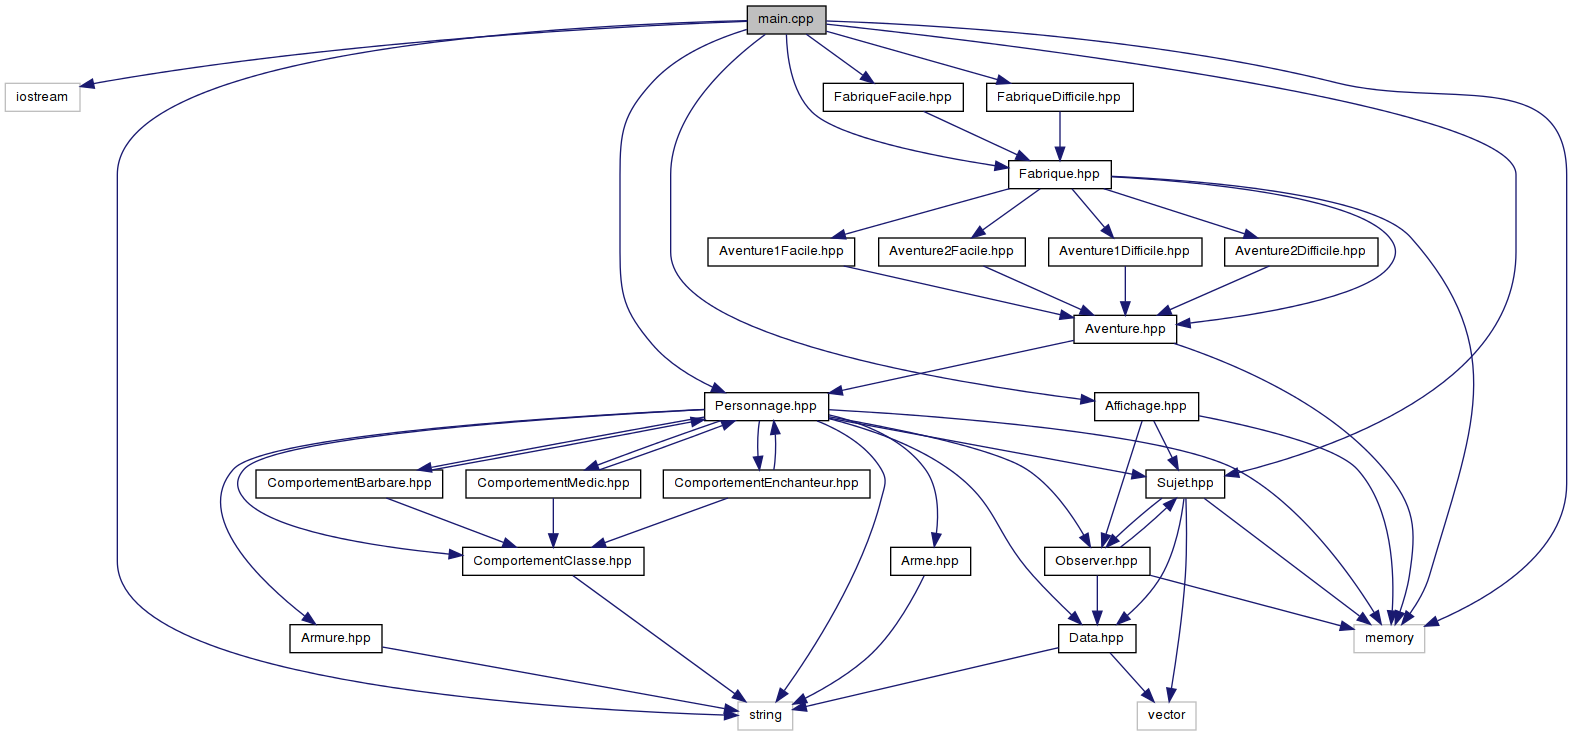 main.cpp
iostream
FabriqueFacile.hpp
FabriqueDifficile.hpp
Fabrique.hpp
Aventure1Facile.hpp
Aventure2Facile.hpp
Aventure1Difficile.hpp
Aventure2Difficile.hpp
Aventure.hpp
Personnage.hpp
Affichage.hpp
ComportementBarbare.hpp
ComportementMedic.hpp
ComportementEnchanteur.hpp
Sujet.hpp
ComportementClasse.hpp
Arme.hpp
Observer.hpp
Armure.hpp
Data.hpp
memory
string
vector